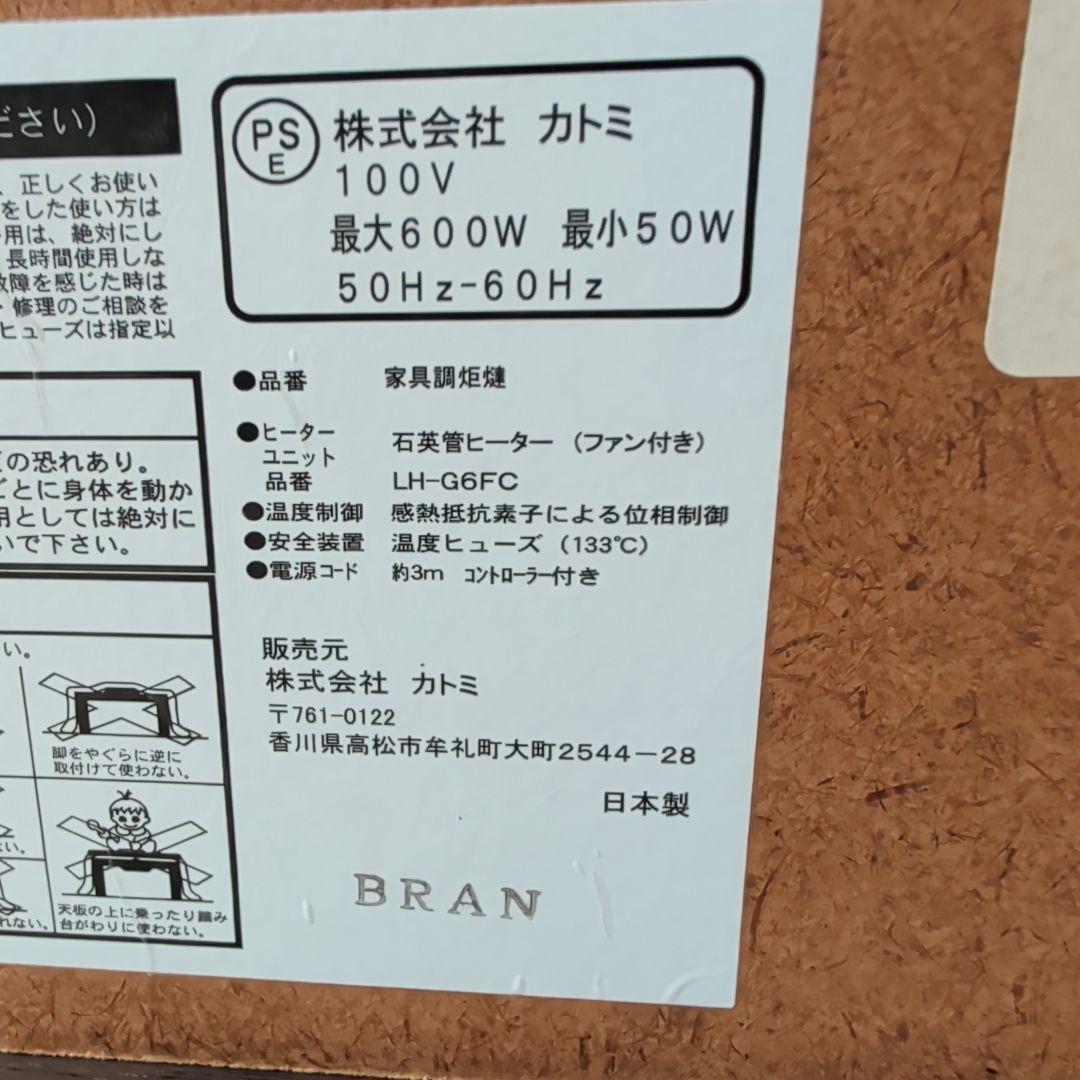 ださい)
、正しくお使い
をした使い方は
用は、絶対にし
長時間使用しな
故障を感じた時は
・修理のご相談を
ヒューズは指定以
の恐れあり。
ごとに身体を動か
用としては絶対に
いで下さい。
い。
脚をやぐらに逆に
取付けて使わない。
い。
天板の上に乗ったり踏み
台がわりに使わない。
れない。
PS
E
株式会社 カトミ
100V
最大600W 最小50W
50Hz-60Hz
●品番 家具調炬燵
●ヒーター
ユニット 石英管ヒーター (ファン付き)
品番 LH-G6FC
●温度制御 感熱抵抗素子による位相制御
●安全装置 温度ヒューズ (133℃)
●電源コード 約3m コントローラー付き
販売元
株式会社 カトミ
〒761-0122
香川県高松市牟礼町大町2544-28
日本製
BRAN